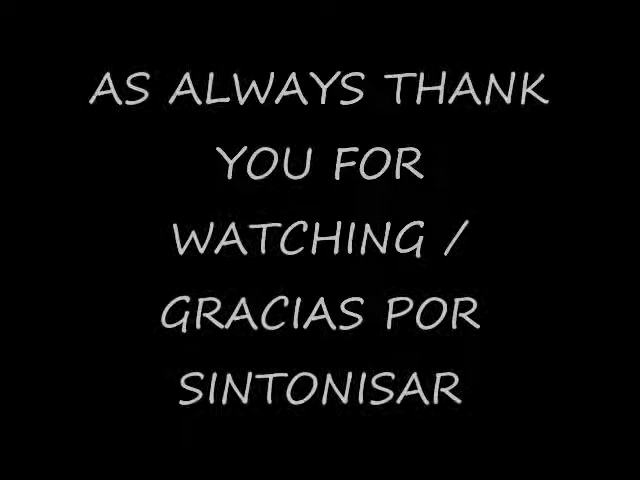 AS ALWAYS THANK
YOU FOR
WATCHING /
GRACIAS POR
SINTONISAR